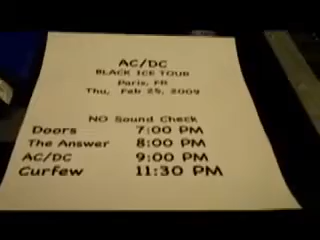 AC/DC
BLACK ICE TOUR
Paris, FR
Thu, Feb 25, 2009
NO Sound Check
Doors 7:00 PM
The Answer 8:00 PM
AC/DC 9:00 PM
Curfew 11:30 PM